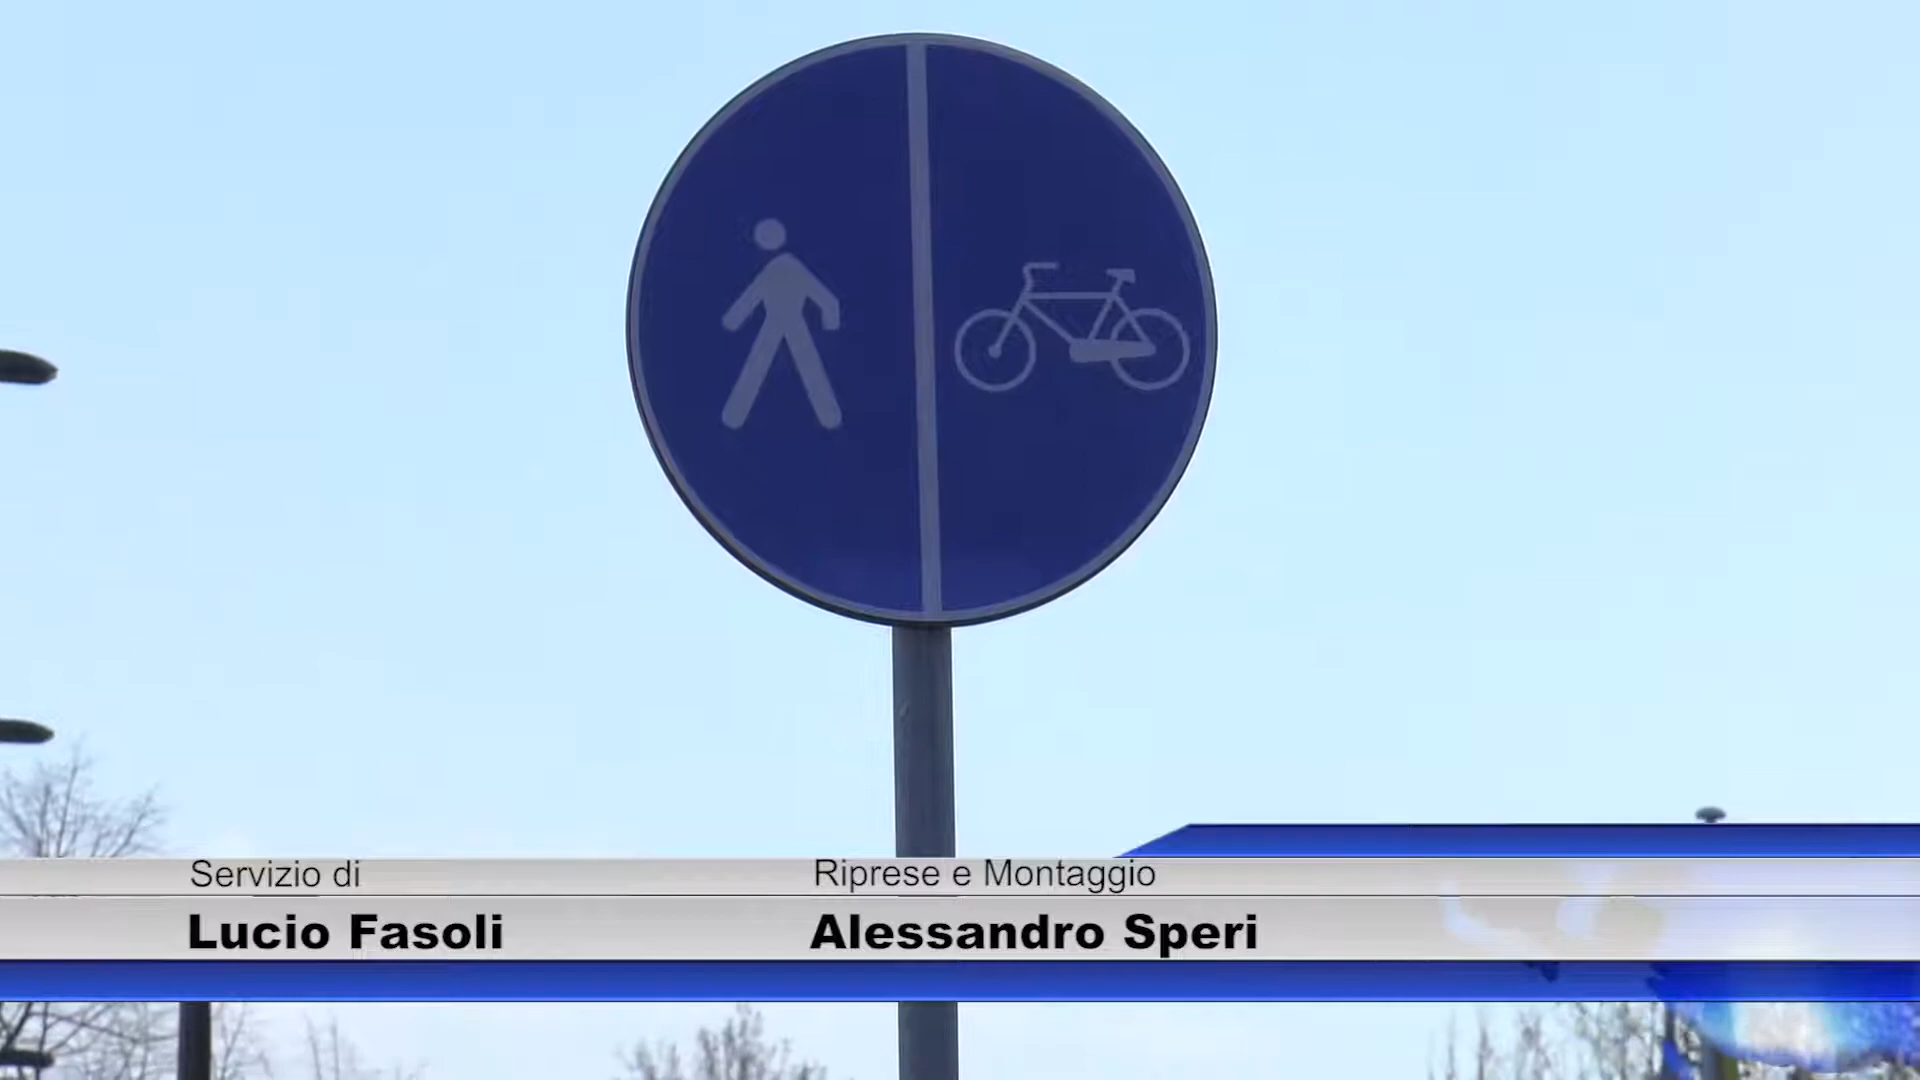 Servizio di
Riprese e Montaggio
Lucio Fasoli
Alessandro Speri